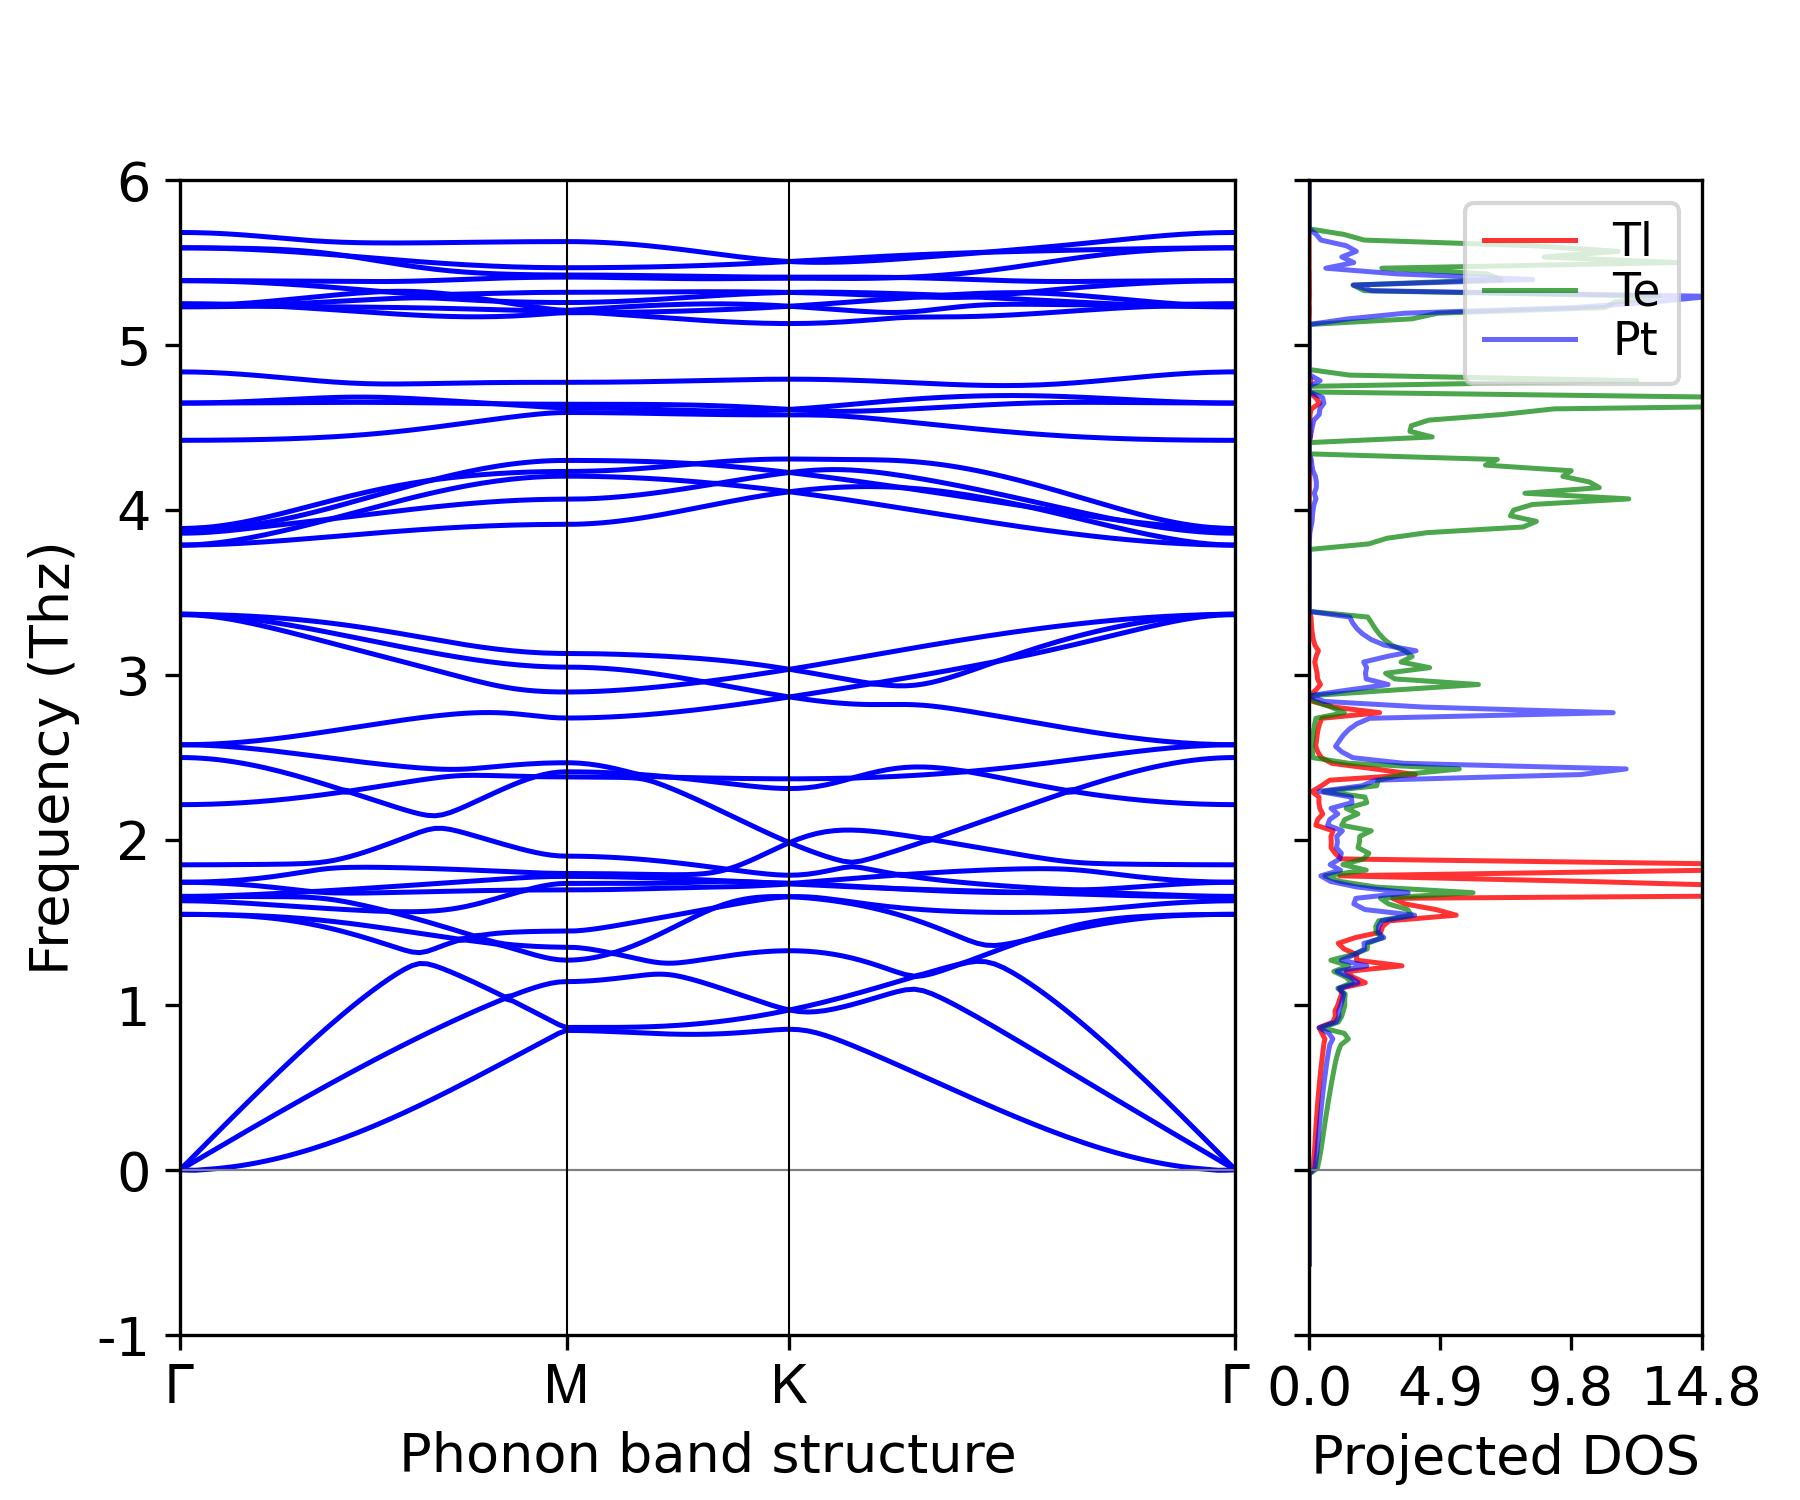 6
5
4
3
2
1
0
-1
Frequency (Thz)
Γ M K Γ
Phonon band structure
Tl
Te
Pt
0.0 4.9 9.8 14.8
Projected DOS